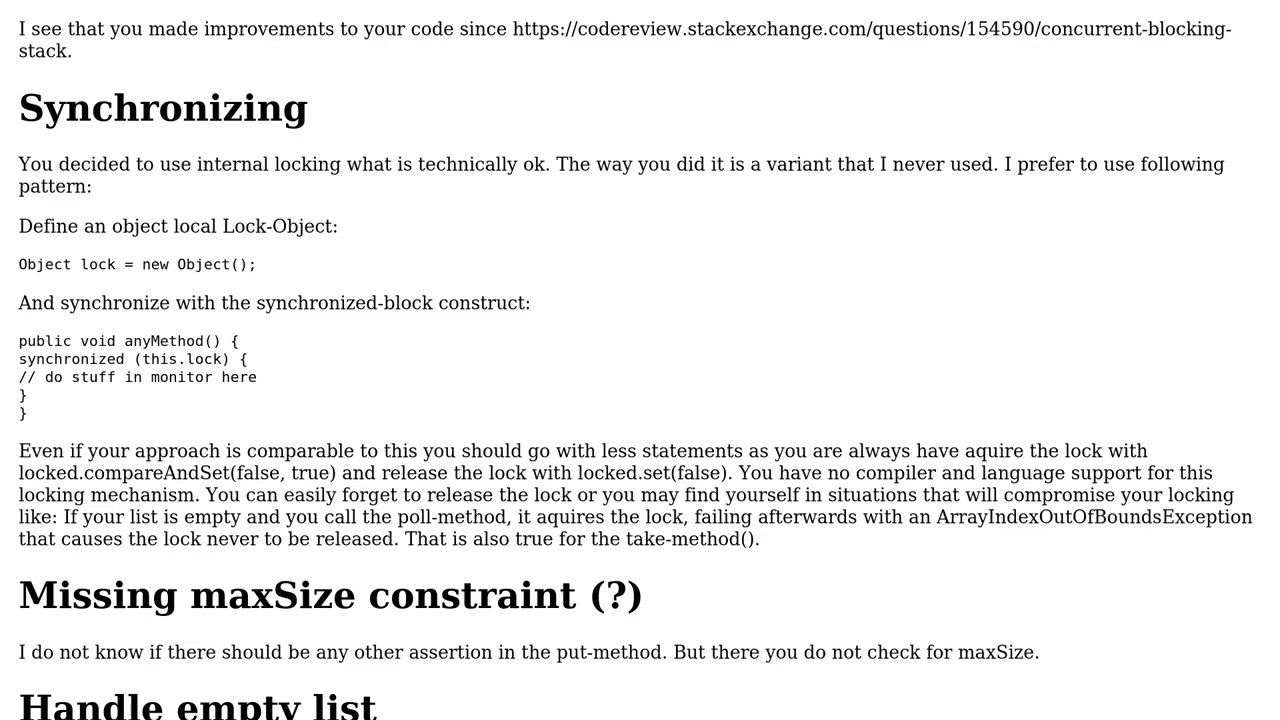 I see that you made improvements to your code since https://codereview.stackexchange.com/questions/154590/concurrent-blocking-
stack.
Synchronizing
You decided to use internal locking what is technically ok. The way you did it is a variant that I never used. I prefer to use following
pattern:
Define an object local Lock-Object:
Object lock = new Object();
And synchronize with the synchronized-block construct:
public void anyMethod() {
synchronized (this.lock) {
// do stuff in monitor here
}
}
Even if your approach is comparable to this you should go with less statements as you are always have aquire the lock with
locked.compareAndSet(false, true) and release the lock with locked.set(false). You have no compiler and language support for this
locking mechanism. You can easily forget to release the lock or you may find yourself in situations that will compromise your locking
like: If your list is empty and you call the poll-method, it aquires the lock, failing afterwards with an ArrayIndexOutOfBoundsException
that causes the lock never to be released. That is also true for the take-method().
Missing maxSize constraint (?)
I do not know if there should be any other assertion in the put-method. But there you do not check for maxSize.
Handle empty list